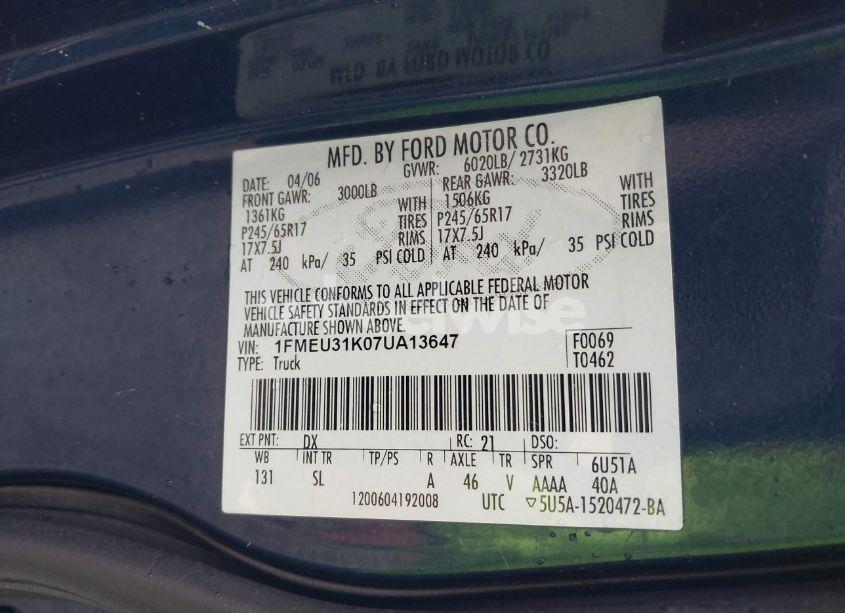 MFD. BY FORD MOTOR CO.
DATE: 04/06 GVWR: 6020LB/ 2731KG
FRONT GAWR: 3000LB REAR GAWR: 3320LB
1361KG WITH 1506KG WITH
P245/65R17 TIRES P245/65R17 TIRES
17X7.5J RIMS 17X7.5J RIMS
AT 240 kPa/ 35 PSI COLD AT 240 kPa/ 35 PSI COLD
THIS VEHICLE CONFORMS TO ALL APPLICABLE FEDERAL MOTOR
VEHICLE SAFETY STANDARDS IN EFFECT ON THE DATE OF
MANUFACTURE SHOWN ABOVE.
VIN: 1FMEU31K07UA13647 F0069
TYPE: Truck T0462
EXT PNT: DX RC: 21 DSO:
WB INT TR TP/PS R AXLE TR SPR 6U51A
131 SL A 46 V AAAA 40A
1200604192008 UTC ▽5U5A-1520472-BA